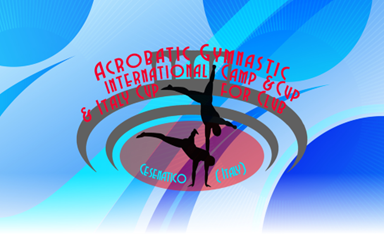 Acrobatic Gymnastic
International Camp & Cup
& Italy Cup for Club
Cesenatico (Italy)